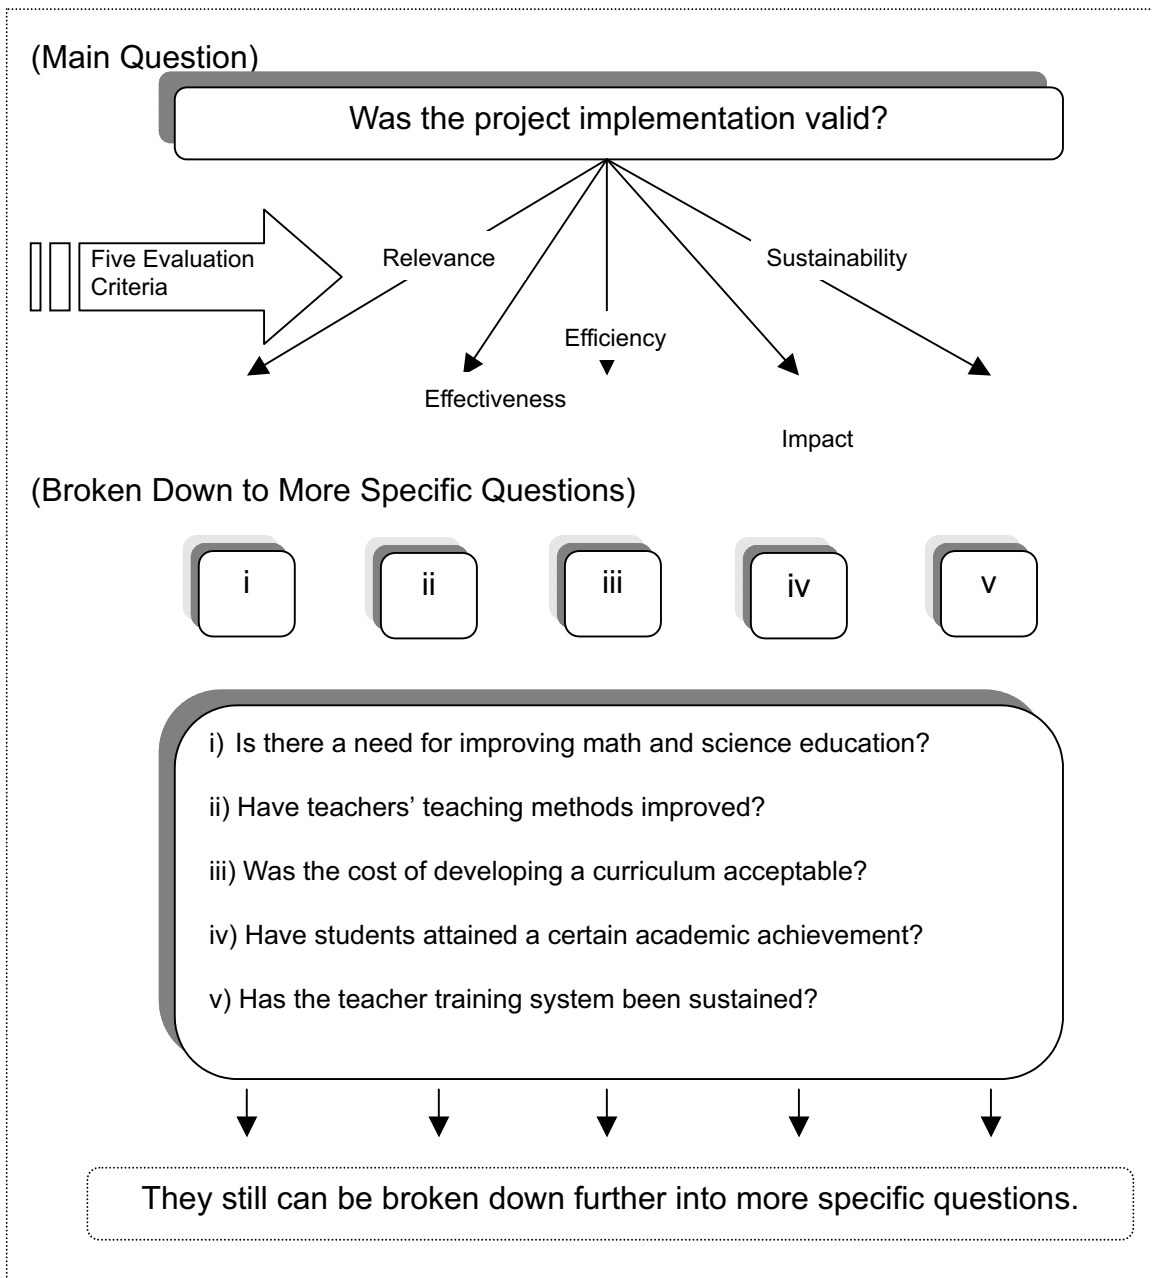 (Main Question)
Was the project implementation valid?
Five Evaluation
Criteria
Relevance
Sustainability
Efficiency
Effectiveness
Impact
(Broken Down to More Specific Questions)
i
ii
iii
iv
v
i) Is there a need for improving math and science education?
ii) Have teachers’ teaching methods improved?
iii) Was the cost of developing a curriculum acceptable?
iv) Have students attained a certain academic achievement?
v) Has the teacher training system been sustained?
They still can be broken down further into more specific questions.